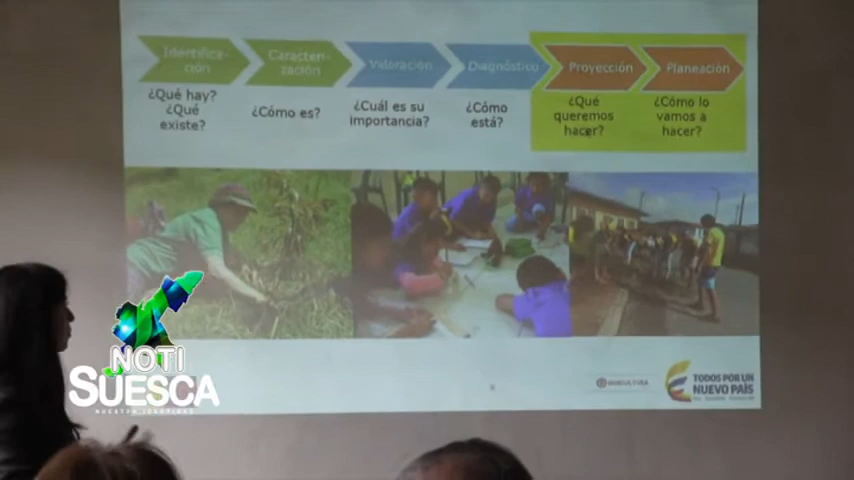 Identifica-
ción
Caracteri-
zación
Valoración
Diagnóstico
Proyección
Planeación
¿Qué hay?
¿Qué
existe?
¿Cómo es?
¿Cuál es su
importancia?
¿Cómo
está?
¿Qué
queremos
hacer?
¿Cómo lo
vamos a
hacer?
NOTI
SUESCA
MINCULTURA
TODOS POR UN
NUEVO PAÍS